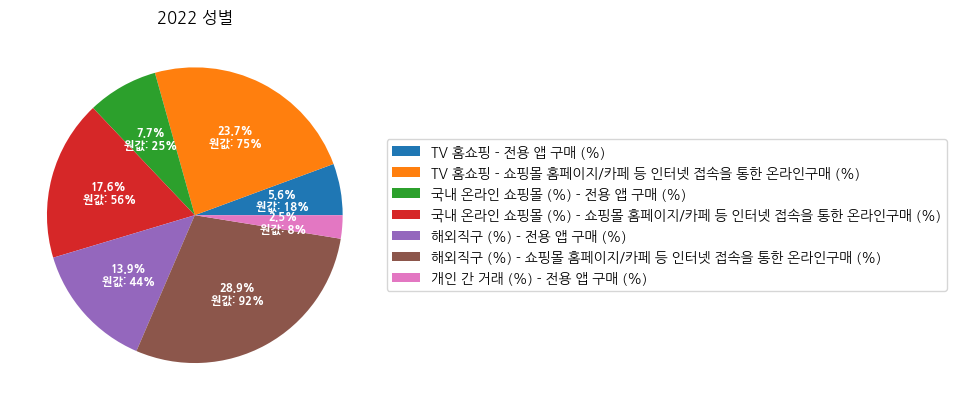 2022 성별
23.7%
원값: 75%
7.7%
원값: 25%
17.6%
원값: 56%
5.6%
원값: 18%
2.5%
원값: 8%
13.9%
원값: 44%
28.9%
원값: 92%
TV 홈쇼핑 - 전용 앱 구매 (%)
TV 홈쇼핑 - 쇼핑몰 홈페이지/카페 등 인터넷 접속을 통한 온라인구매 (%)
국내 온라인 쇼핑몰 (%) - 전용 앱 구매 (%)
국내 온라인 쇼핑몰 (%) - 쇼핑몰 홈페이지/카페 등 인터넷 접속을 통한 온라인구매 (%)
해외직구 (%) - 전용 앱 구매 (%)
해외직구 (%) - 쇼핑몰 홈페이지/카페 등 인터넷 접속을 통한 온라인구매 (%)
개인 간 거래 (%) - 전용 앱 구매 (%)